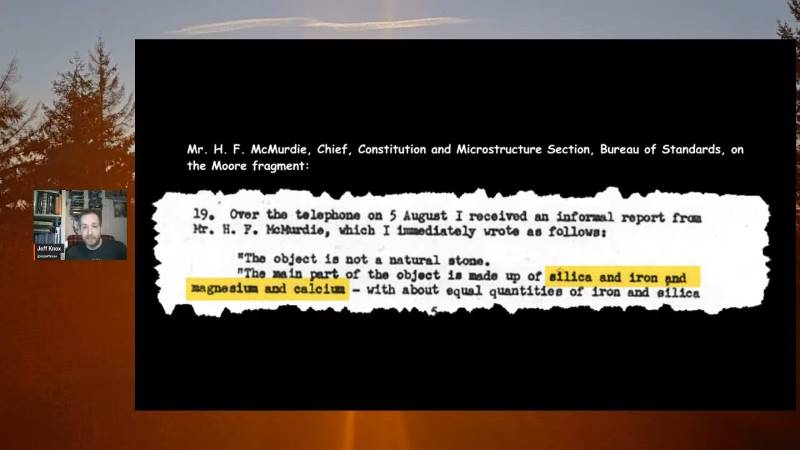 Mr. H. F. McMurdie, Chief, Constitution and Microstructure Section, Bureau of Standards, on
the Moore fragment:
19. Over the telephone on 5 August I received an informal report from
Mr. H. F. McMurdie, which I immediately wrote as follows:
"The object is not a natural stone.
"The main part of the object is made up of silica and iron and
magnesium and calcium - with about equal quantities of iron and silica
5
Jeff Knox